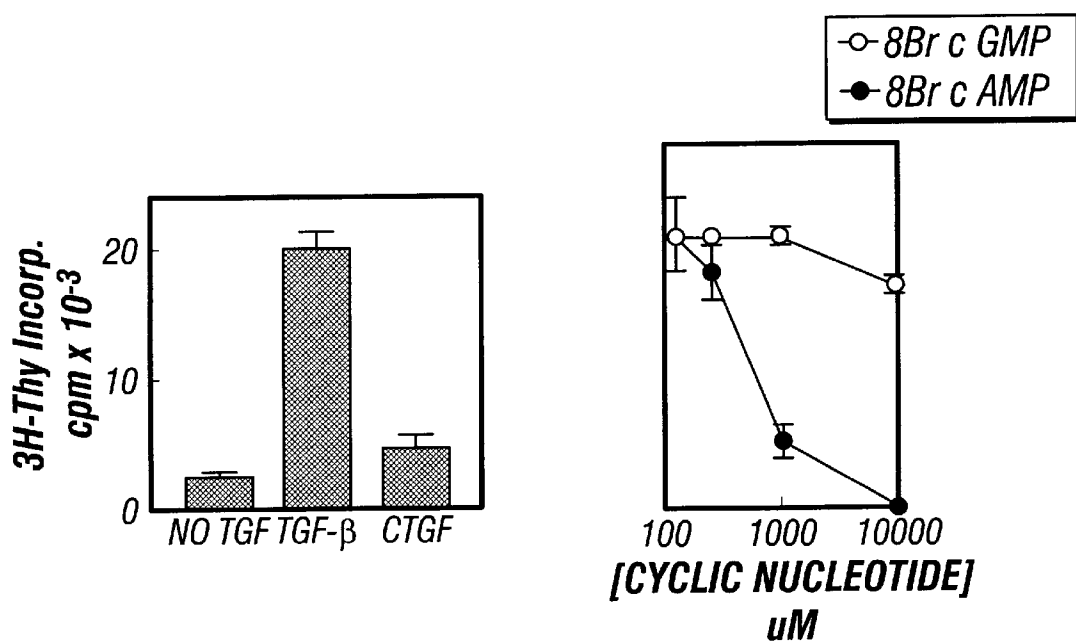 8Br c GMP
8Br c AMP
3H-Thy Incorp.
cpm x 10-3
20
10
0
NO TGF TGF-β CTGF
100 1000 10000
[CYCLIC NUCLEOTIDE]
uM